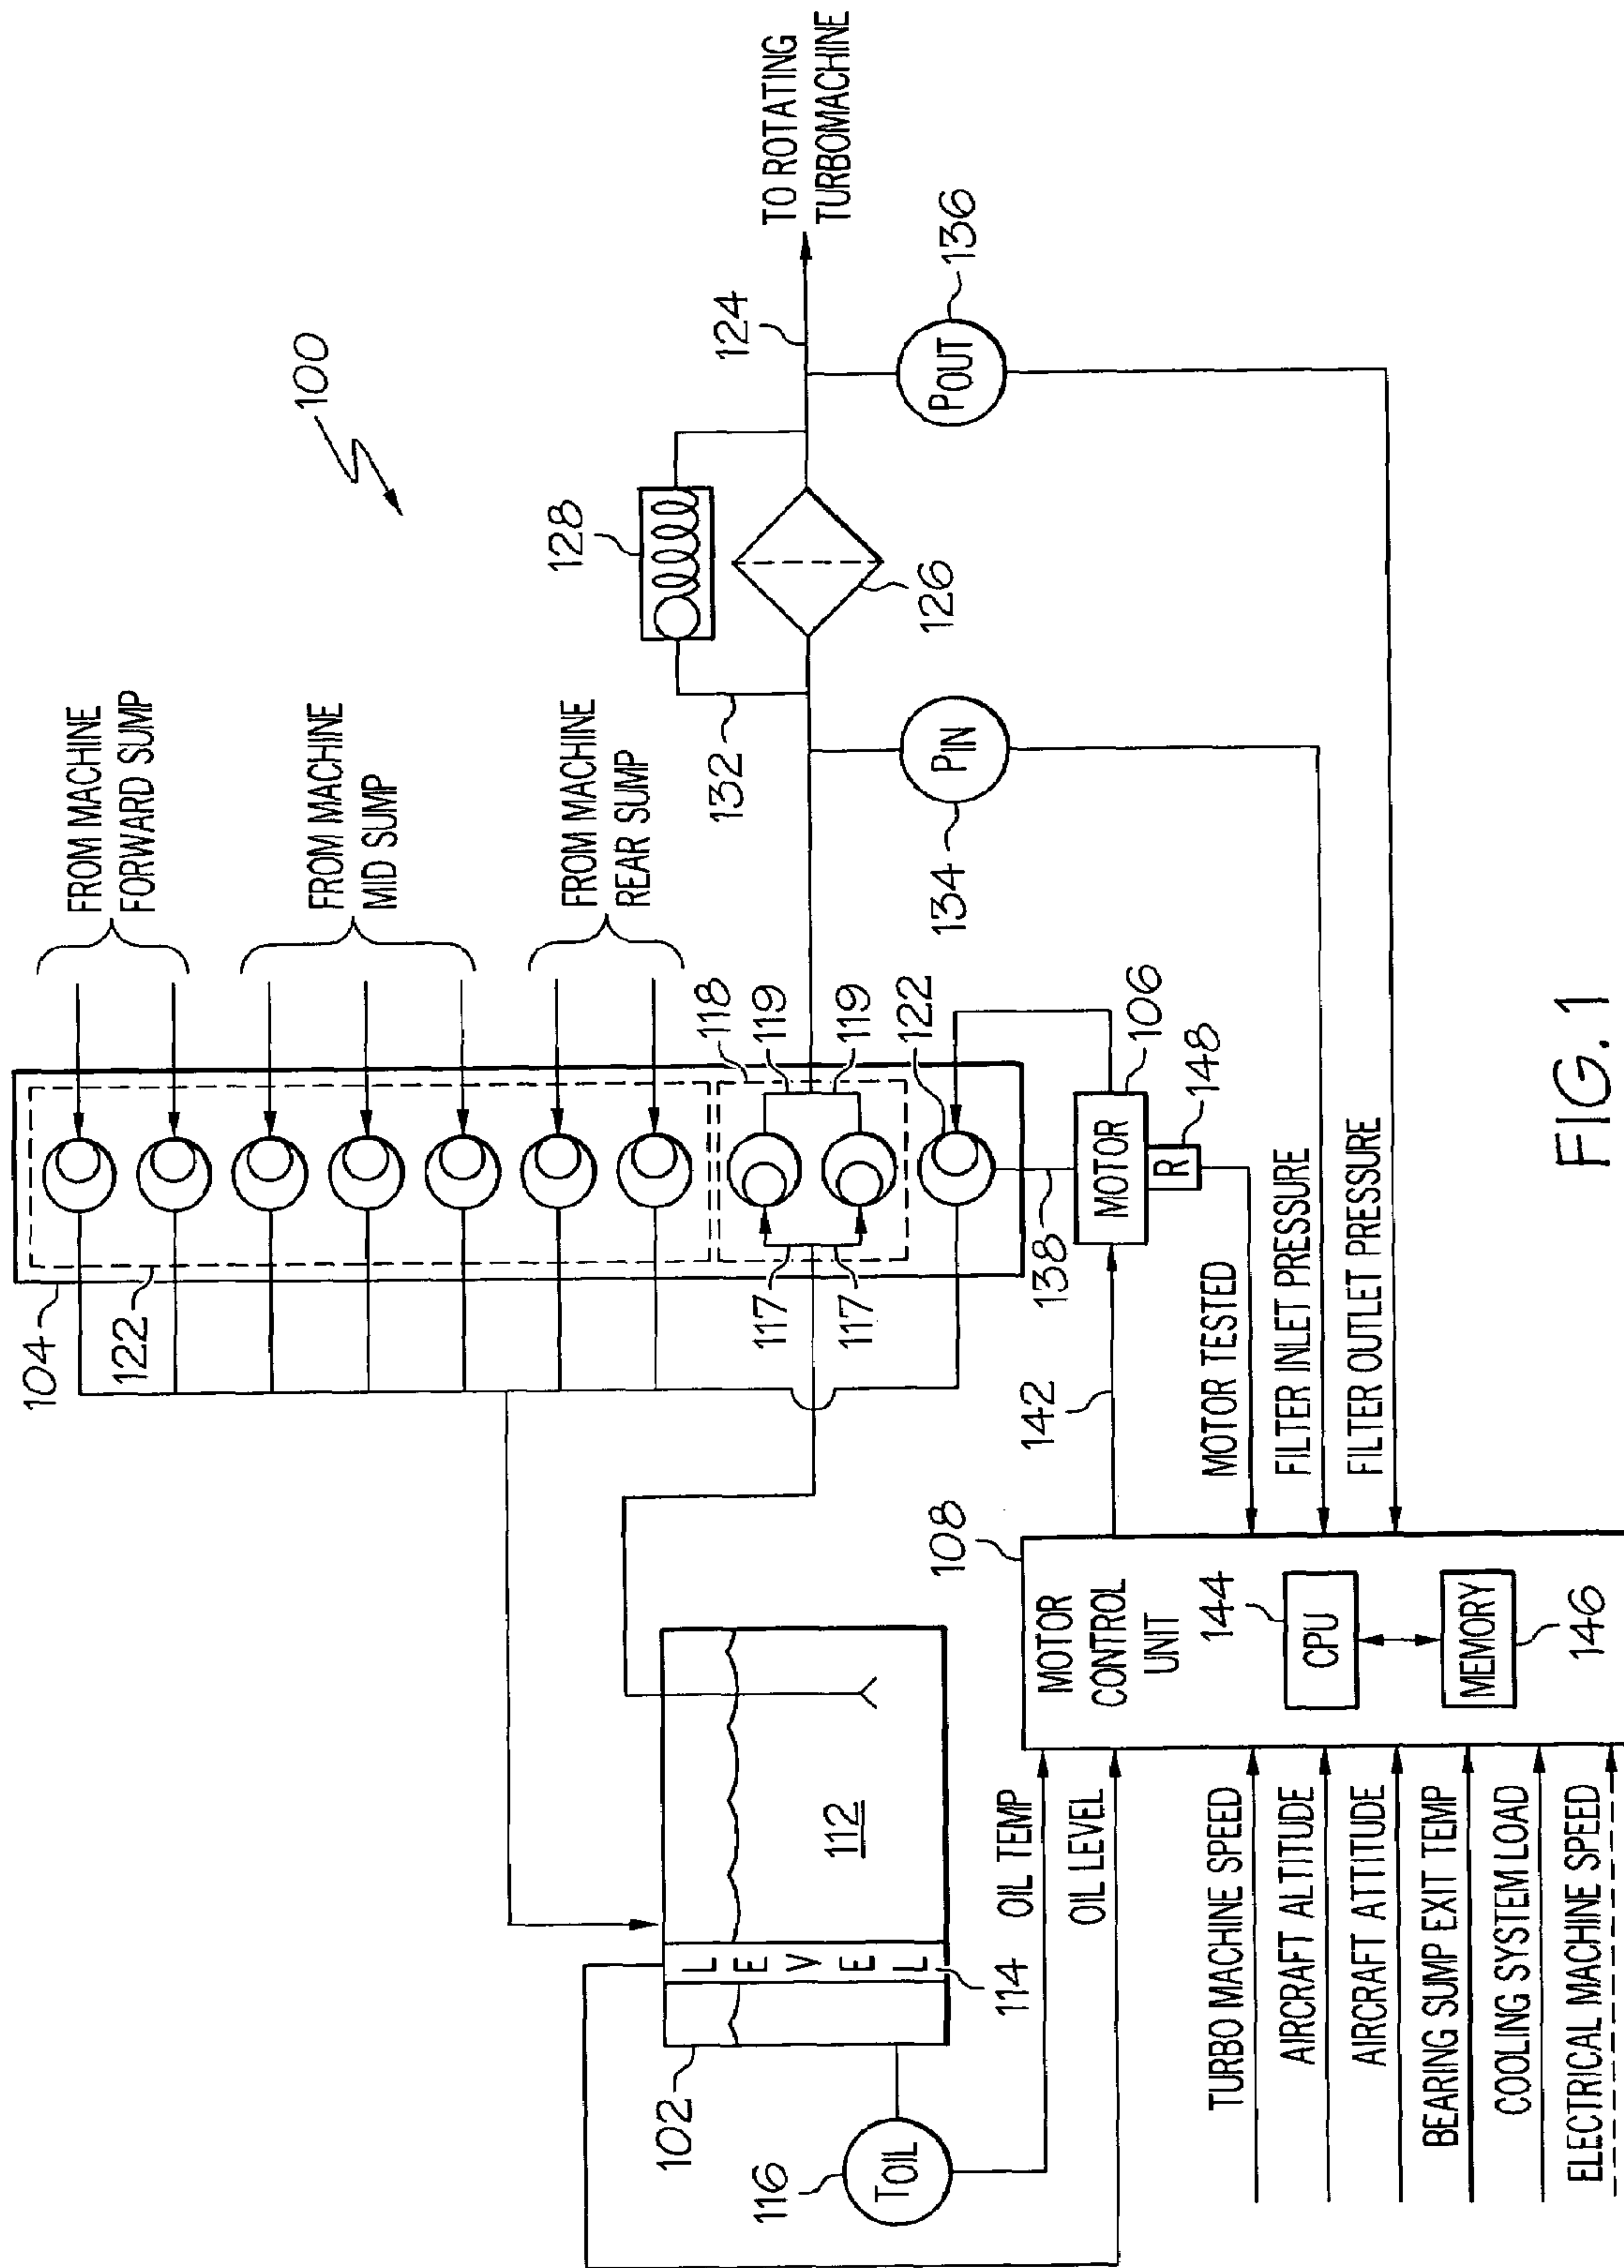 100
FROM MACHINE
FORWARD SUMP
FROM MACHINE
MID SUMP
FROM MACHINE
REAR SUMP
104
122
118
119
119
117
117
122
128
132
126
124
TO ROTATING
TURBOMACHINE
PIN
134
POUT
136
138
MOTOR
106
R
148
142
MOTOR TESTED
FILTER INLET PRESSURE
FILTER OUTLET PRESSURE
108
MOTOR
CONTROL
UNIT
144
CPU
MEMORY
146
112
LEVEL
114
102
116
TOIL
OIL TEMP
OIL LEVEL
TURBO MACHINE SPEED
AIRCRAFT ALTITUDE
AIRCRAFT ATTITUDE
BEARING SUMP EXIT TEMP
COOLING SYSTEM LOAD
ELECTRICAL MACHINE SPEED
FIG. 1